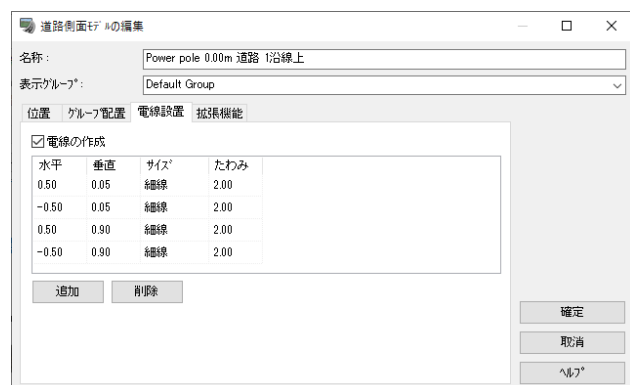 道路側面ﾓﾃﾞﾙの編集
名称： Power pole 0.00m 道路 1沿線上
表示ｸﾞﾙｰﾌﾟ： Default Group
位置 ｸﾞﾙｰﾌﾟ配置 電線設置 拡張機能
電線の作成
水平 垂直 ｻｲｽﾞ たわみ
0.50 0.05 細線 2.00
-0.50 0.05 細線 2.00
0.50 0.90 細線 2.00
-0.50 0.90 細線 2.00
追加 削除
確定
取消
ﾍﾙﾌﾟ